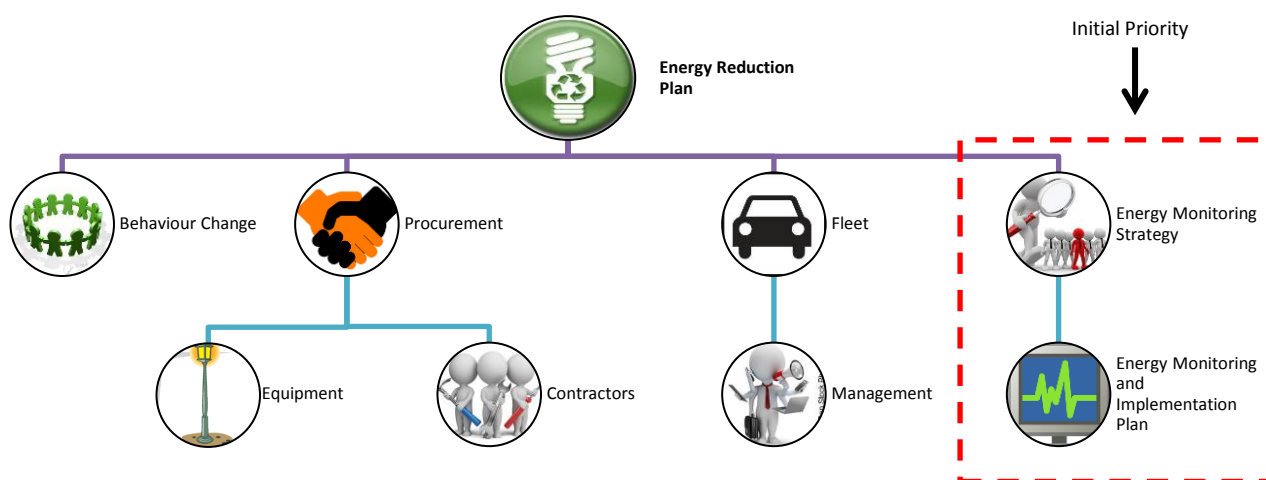 Initial Priority
Energy Reduction
Plan
Behaviour Change
Procurement
Fleet
Energy Monitoring
Strategy
Equipment
Contractors
Management
Energy Monitoring
and
Implementation
Plan